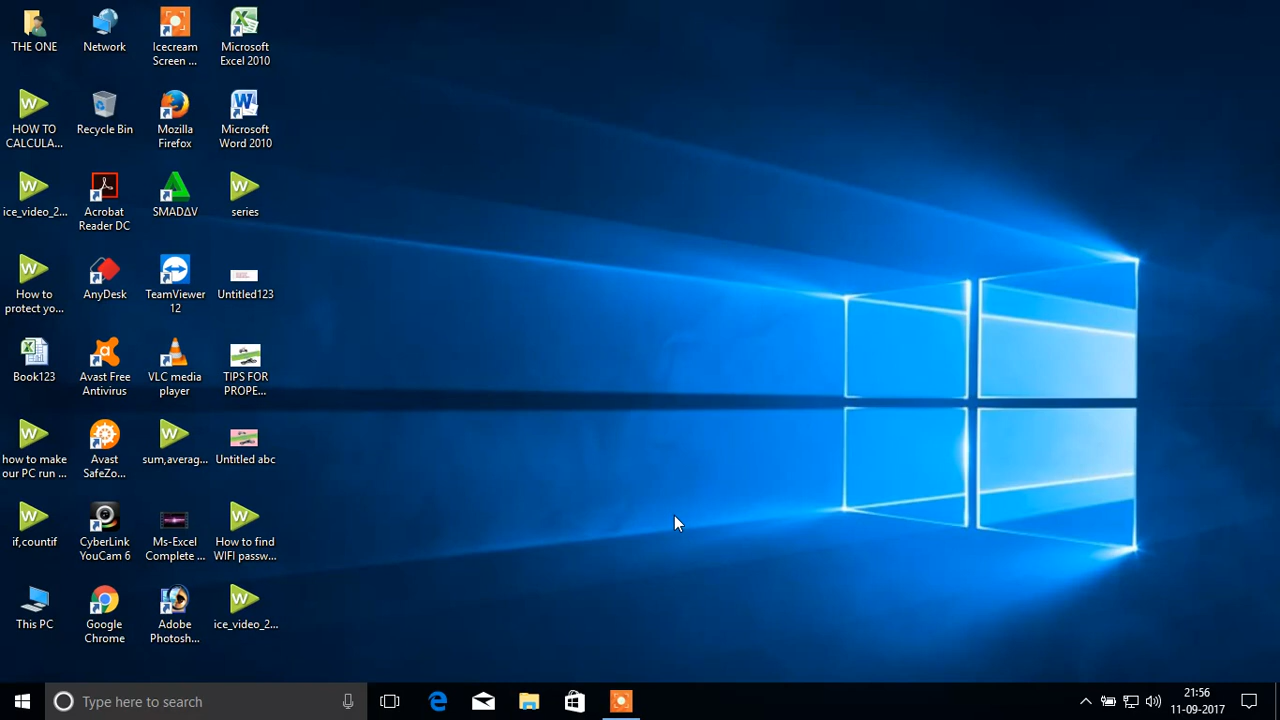 THE ONE
Network
Icecream
Screen ...
Microsoft
Excel 2010
HOW TO
CALCULA...
Recycle Bin
Mozilla
Firefox
Microsoft
Word 2010
ice_video_2...
Acrobat
Reader DC
SMADΔV
series
How to
protect yo...
AnyDesk
TeamViewer
12
Untitled123
Book123
Avast Free
Antivirus
VLC media
player
TIPS FOR
PROPE...
how to make
our PC run ...
Avast
SafeZo...
sum,averag...
Untitled abc
if,countif
CyberLink
YouCam 6
Ms-Excel
Complete ...
How to find
WIFI passw...
This PC
Google
Chrome
Adobe
Photosh...
ice_video_2...
Type here to search
21:56
11-09-2017